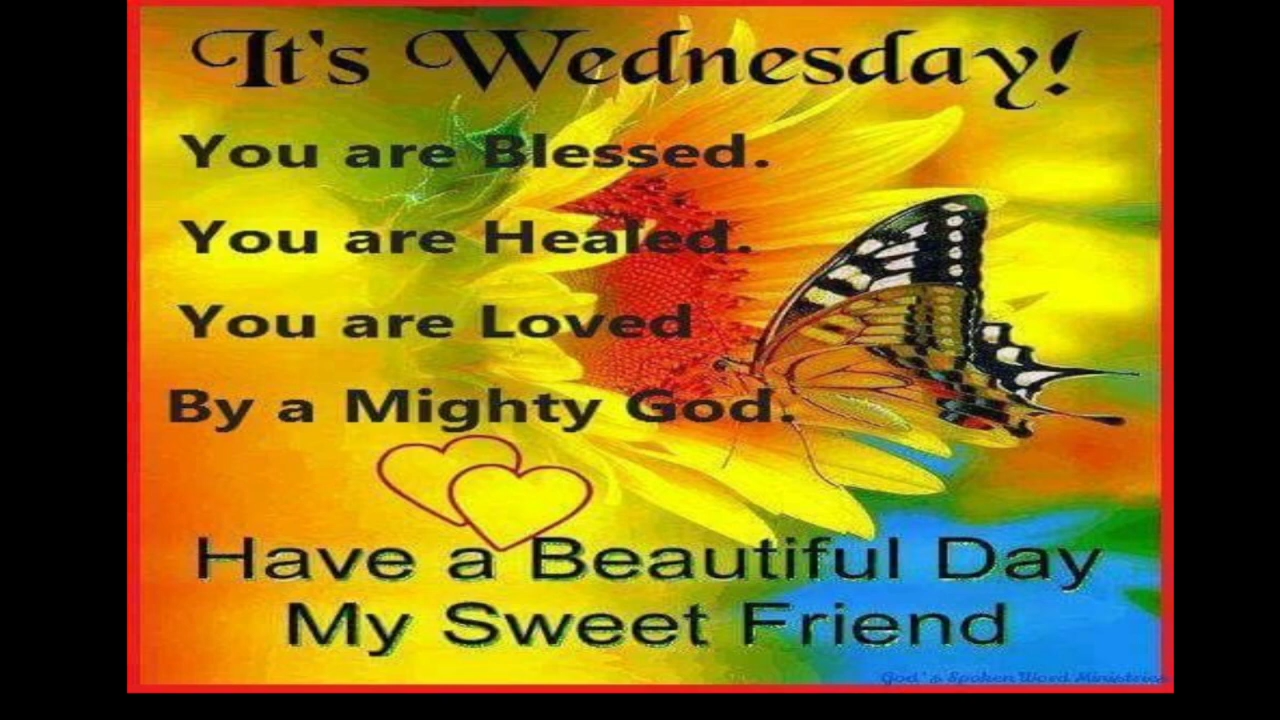 It's Wednesday!
You are Blessed.
You are Healed.
You are Loved
By a Mighty God.
Have a Beautiful Day
My Sweet Friend
God's Spoken Word Ministries